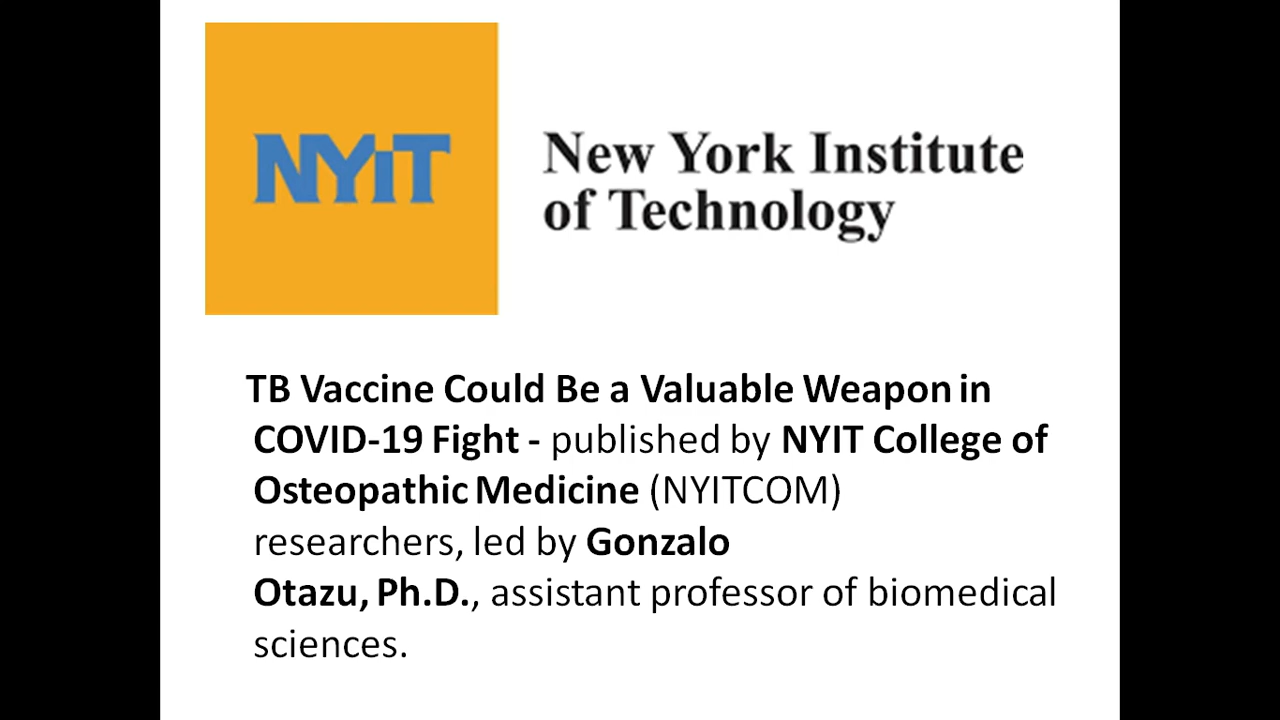 NYiT
New York Institute
of Technology
TB Vaccine Could Be a Valuable Weapon in
COVID-19 Fight - published by NYIT College of
Osteopathic Medicine (NYITCOM)
researchers, led by Gonzalo
Otazu, Ph.D., assistant professor of biomedical
sciences.